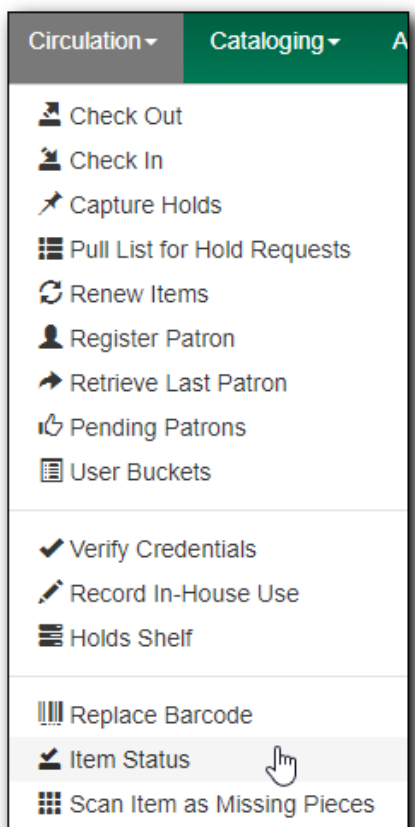 Circulation Cataloging A
Check Out
Check In
Capture Holds
Pull List for Hold Requests
Renew Items
Register Patron
Retrieve Last Patron
Pending Patrons
User Buckets
Verify Credentials
Record In-House Use
Holds Shelf
Replace Barcode
Item Status
Scan Item as Missing Pieces